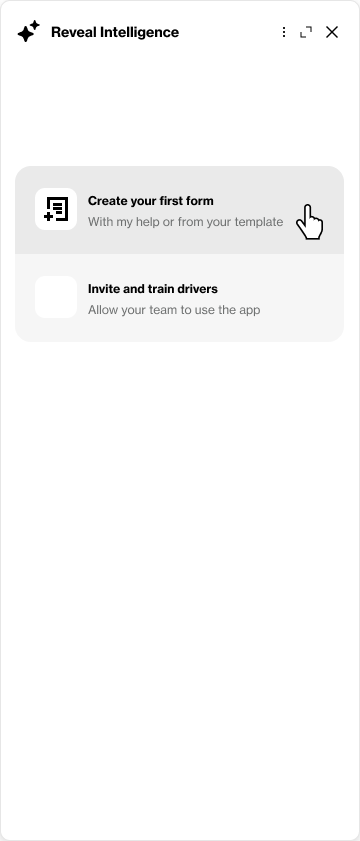 Reveal Intelligence
Create your first form
With my help or from your template
Invite and train drivers
Allow your team to use the app